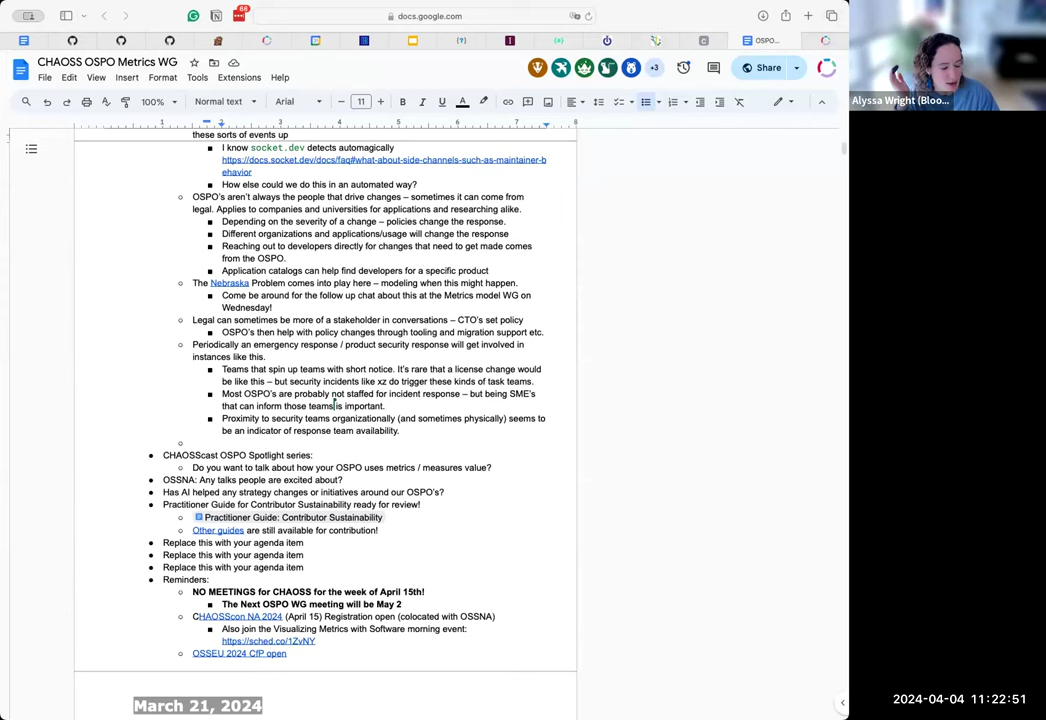 docs.google.com
68
OSPO...
CHAOSS OSPO Metrics WG
File Edit View Insert Format Tools Extensions Help
+3
Share
100% Normal text Arial 11
1 2 3 4 5 6 7 8
these sorts of events up
I know socket.dev detects automagically
https://docs.socket.dev/docs/faq#what-about-side-channels-such-as-maintainer-b
ehavior
How else could we do this in an automated way?
OSPO's aren't always the people that drive changes – sometimes it can come from
legal. Applies to companies and universities for applications and researching alike.
Depending on the severity of a change – policies change the response.
Different organizations and applications/usage will change the response
Reaching out to developers directly for changes that need to get made comes
from the OSPO.
Application catalogs can help find developers for a specific product
The Nebraska Problem comes into play here – modeling when this might happen.
Come be around for the follow up chat about this at the Metrics model WG on
Wednesday!
Legal can sometimes be more of a stakeholder in conversations – CTO's set policy
OSPO's then help with policy changes through tooling and migration support etc.
Periodically an emergency response / product security response will get involved in
instances like this.
Teams that spin up teams with short notice. It's rare that a license change would
be like this – but security incidents like xz do trigger these kinds of task teams.
Most OSPO's are probably not staffed for incident response – but being SME's
that can inform those teams is important.
Proximity to security teams organizationally (and sometimes physically) seems to
be an indicator of response team availability.
CHAOSScast OSPO Spotlight series:
Do you want to talk about how your OSPO uses metrics / measures value?
OSSNA: Any talks people are excited about?
Has AI helped any strategy changes or initiatives around our OSPO's?
Practitioner Guide for Contributor Sustainability ready for review!
Practitioner Guide: Contributor Sustainability
Other guides are still available for contribution!
Replace this with your agenda item
Replace this with your agenda item
Replace this with your agenda item
Reminders:
NO MEETINGS for CHAOSS for the week of April 15th!
The Next OSPO WG meeting will be May 2
CHAOSScon NA 2024 (April 15) Registration open (colocated with OSSNA)
Also join the Visualizing Metrics with Software morning event:
https://sched.co/1ZvNY
OSSEU 2024 CfP open
March 21, 2024
Alyssa Wright (Bloo...
2024-04-04 11:22:51